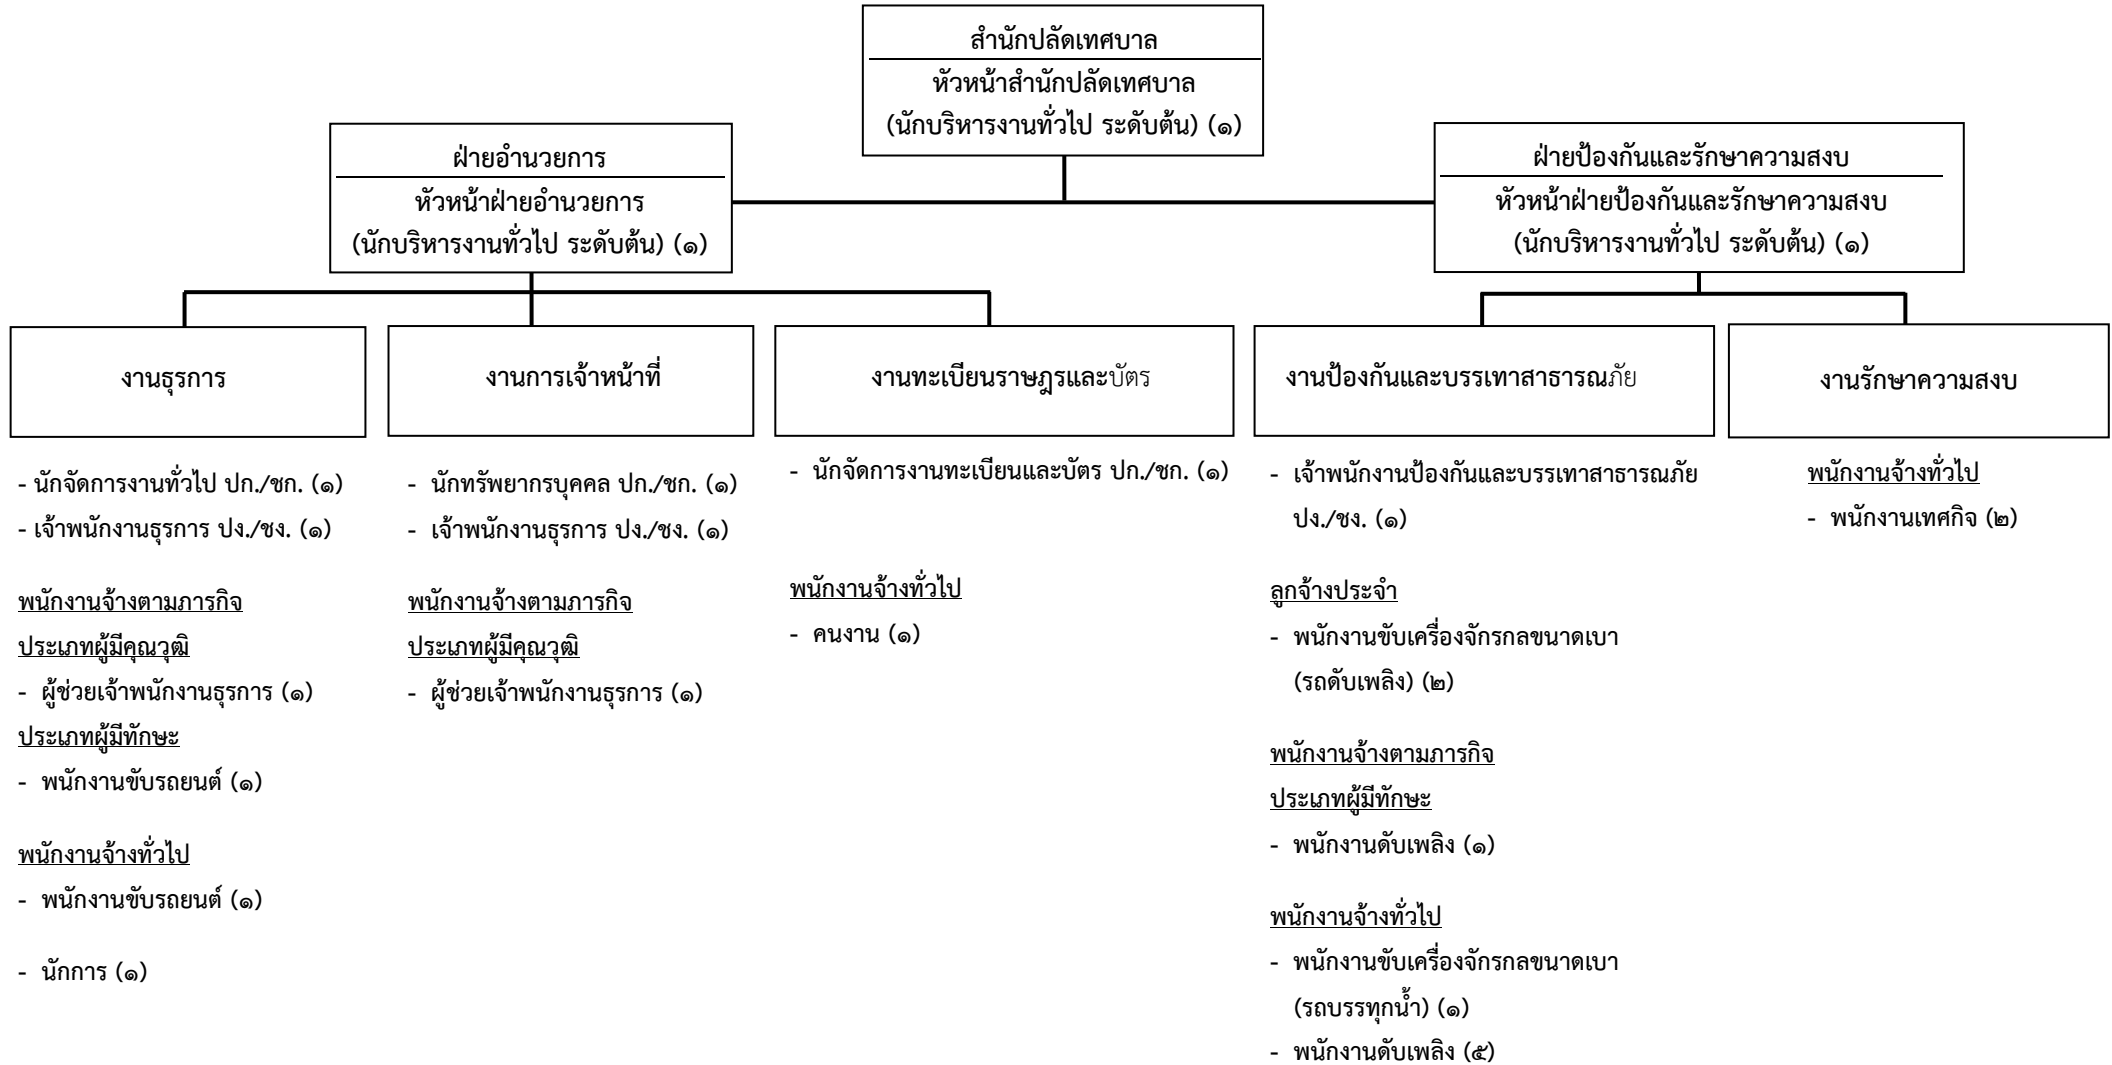 สำนักปลัดเทศบาล
หัวหน้าสำนักปลัดเทศบาล
(นักบริหารงานทั่วไป ระดับต้น) (๑)
ฝ่ายอำนวยการ
หัวหน้าฝ่ายอำนวยการ
(นักบริหารงานทั่วไป ระดับต้น) (๑)
ฝ่ายป้องกันและรักษาความสงบ
หัวหน้าฝ่ายป้องกันและรักษาความสงบ
(นักบริหารงานทั่วไป ระดับต้น) (๑)
งานธุรการ
- นักจัดการงานทั่วไป ปก./ชก. (๑)
- เจ้าพนักงานธุรการ ปง./ชง. (๑)
พนักงานจ้างตามภารกิจ
ประเภทผู้มีคุณวุฒิ
- ผู้ช่วยเจ้าพนักงานธุรการ (๑)
ประเภทผู้มีทักษะ
- พนักงานขับรถยนต์ (๑)
พนักงานจ้างทั่วไป
- พนักงานขับรถยนต์ (๑)
- นักการ (๑)
งานการเจ้าหน้าที่
- นักทรัพยากรบุคคล ปก./ชก. (๑)
- เจ้าพนักงานธุรการ ปง./ชง. (๑)
พนักงานจ้างตามภารกิจ
ประเภทผู้มีคุณวุฒิ
- ผู้ช่วยเจ้าพนักงานธุรการ (๑)
งานทะเบียนราษฎรและบัตร
- นักจัดการงานทะเบียนและบัตร ปก./ชก. (๑)
พนักงานจ้างทั่วไป
- คนงาน (๑)
งานป้องกันและบรรเทาสาธารณภัย
- เจ้าพนักงานป้องกันและบรรเทาสาธารณภัย
ปง./ชง. (๑)
ลูกจ้างประจำ
- พนักงานขับเครื่องจักรกลขนาดเบา
(รถดับเพลิง) (๒)
พนักงานจ้างตามภารกิจ
ประเภทผู้มีทักษะ
- พนักงานดับเพลิง (๑)
พนักงานจ้างทั่วไป
- พนักงานขับเครื่องจักรกลขนาดเบา
(รถบรรทุกน้ำ) (๑)
- พนักงานดับเพลิง (๕)
งานรักษาความสงบ
พนักงานจ้างทั่วไป
- พนักงานเทศกิจ (๒)